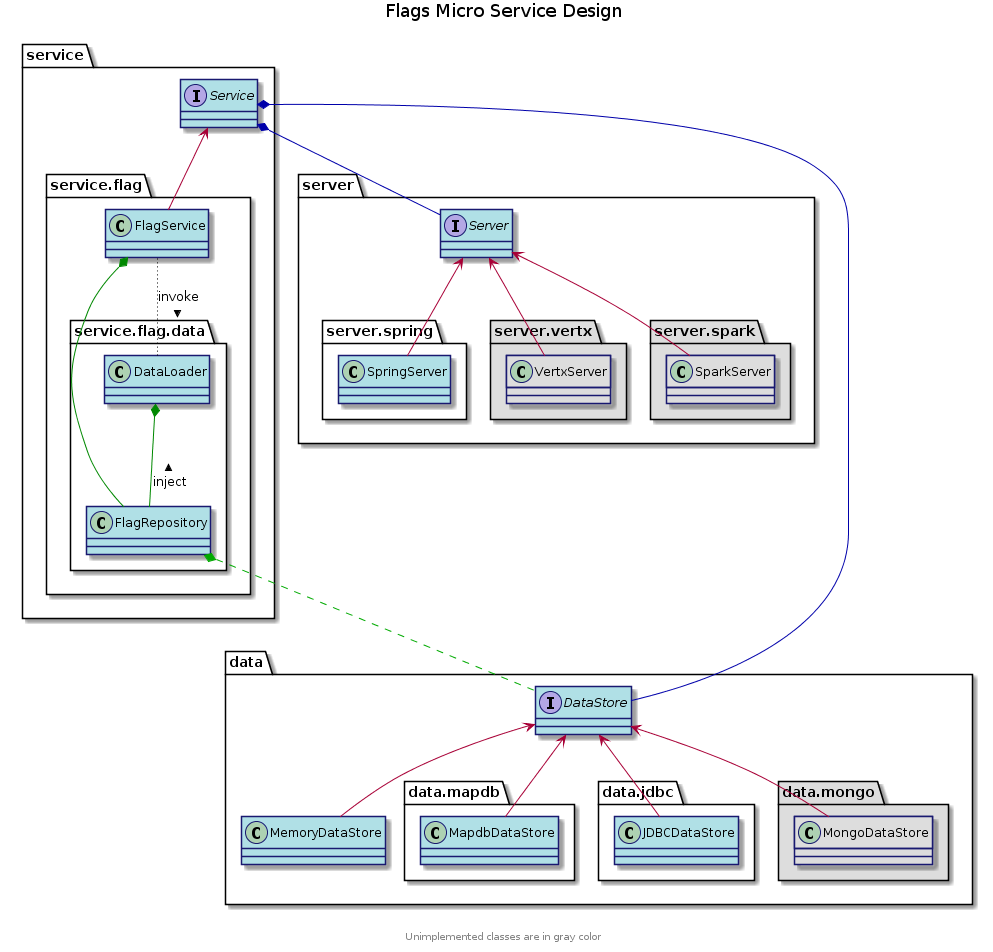 Flags Micro Service Design
service
I Service
service.flag
server
C FlagService
I Server
invoke
▼
service.flag.data
server.spring
server.vertx
server.spark
C DataLoader
C SpringServer
C VertxServer
C SparkServer
▲
inject
C FlagRepository
data
I DataStore
data.mapdb
data.jdbc
data.mongo
C MemoryDataStore
C MapdbDataStore
C JDBCDataStore
C MongoDataStore
Unimplemented classes are in gray color